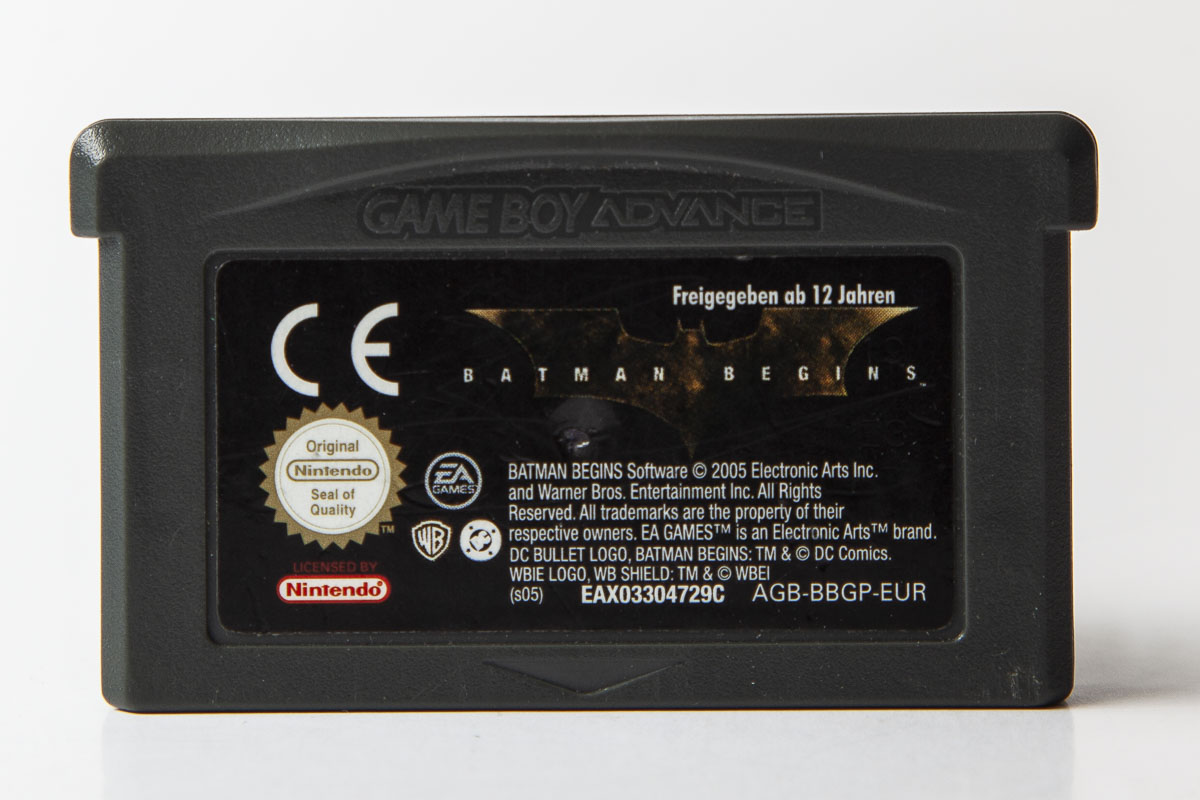 GAME BOY ADVANCE
Freigegeben ab 12 Jahren
CE
BATMAN BEGINS™
Original
Nintendo
Seal of
Quality
™
LICENSED BY
Nintendo®
EA
GAMES
WB
DC
BATMAN BEGINS Software © 2005 Electronic Arts Inc.
and Warner Bros. Entertainment Inc. All Rights
Reserved. All trademarks are the property of their
respective owners. EA GAMES™ is an Electronic Arts™ brand.
DC BULLET LOGO, BATMAN BEGINS: TM & © DC Comics.
WBIE LOGO, WB SHIELD: TM & © WBEI
(s05) EAX03304729C AGB-BBGP-EUR